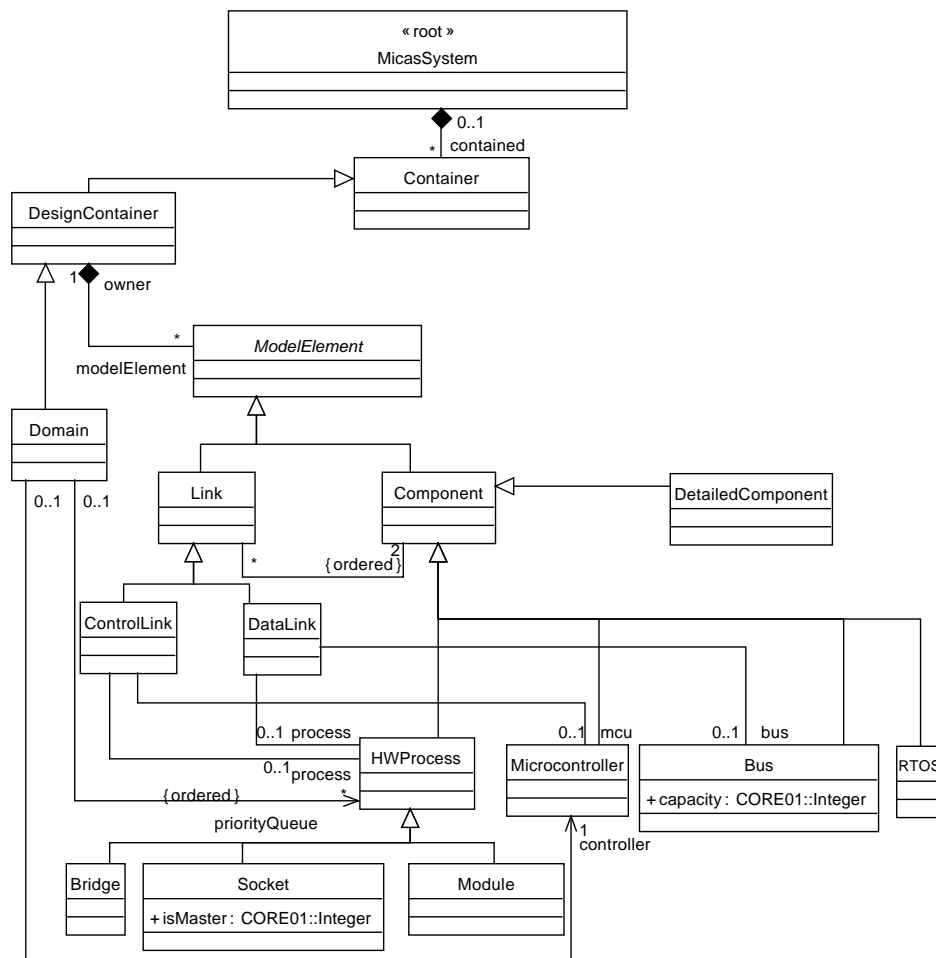 « root »
MicasSystem
0..1
* contained
Container
DesignContainer
1
owner
*
modelElement
ModelElement
Domain
0..1 0..1
Link
Component
DetailedComponent
* {ordered} 2
ControlLink
DataLink
0..1 process
0..1 mcu
0..1 bus
HWProcess
Microcontroller
Bus
RTOS
0..1 process
+ capacity : CORE01::Integer
{ordered} *
priorityQueue
1
controller
Bridge
Socket
Module
+ isMaster : CORE01::Integer